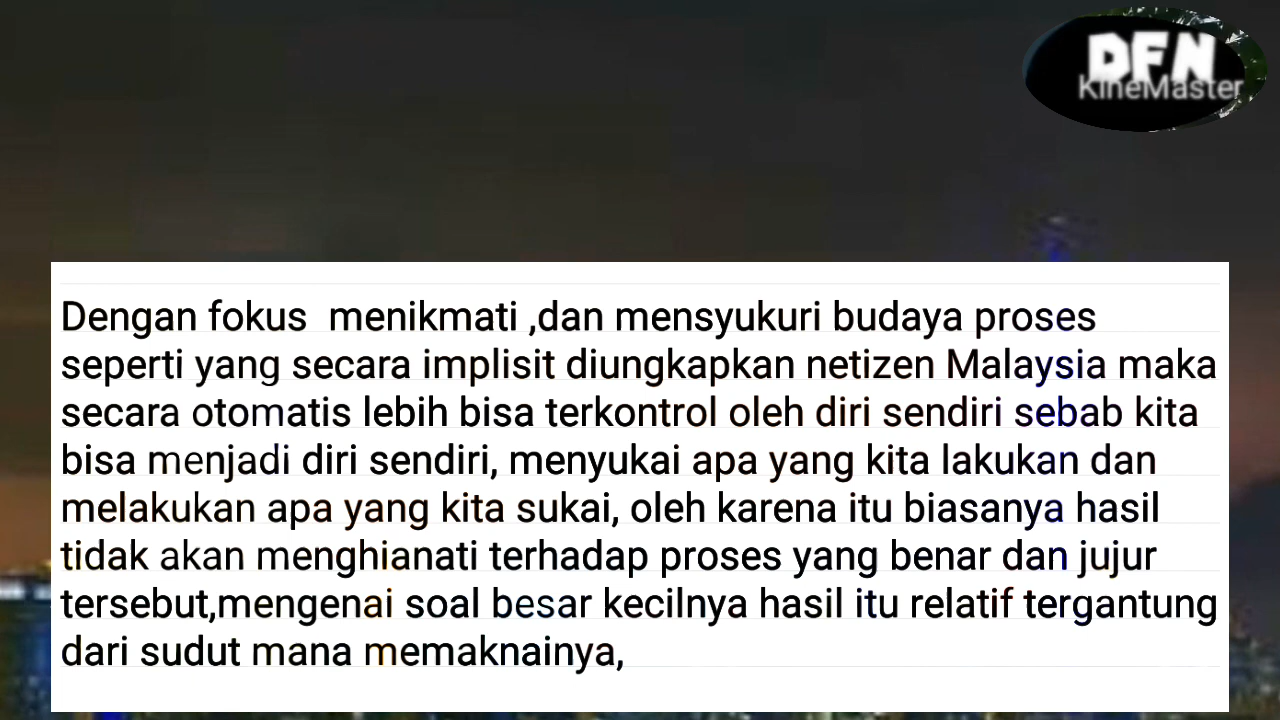 DFN
KineMaster
Dengan fokus  menikmati ,dan mensyukuri budaya proses
seperti yang secara implisit diungkapkan netizen Malaysia maka
secara otomatis lebih bisa terkontrol oleh diri sendiri sebab kita
bisa menjadi diri sendiri, menyukai apa yang kita lakukan dan
melakukan apa yang kita sukai, oleh karena itu biasanya hasil
tidak akan menghianati terhadap proses yang benar dan jujur
tersebut,mengenai soal besar kecilnya hasil itu relatif tergantung
dari sudut mana memaknainya,